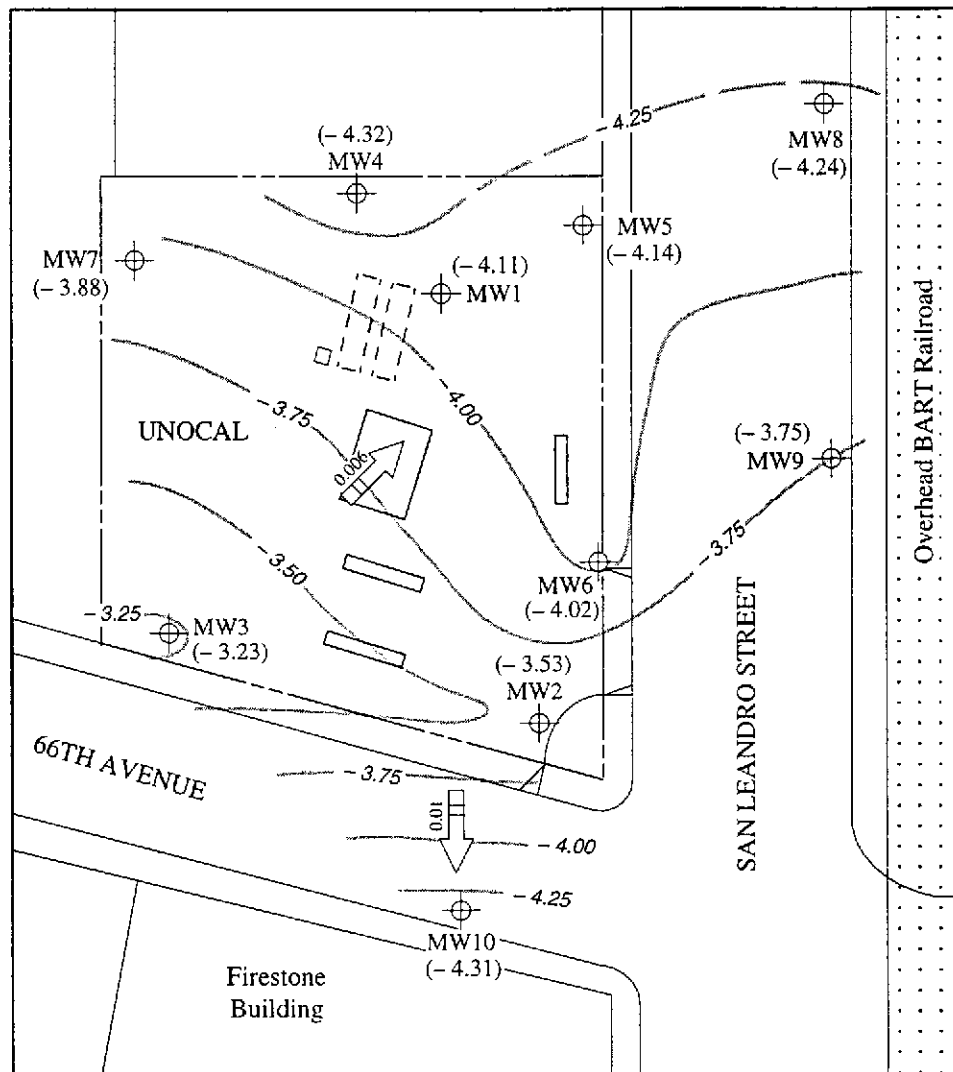 - 4.25
(- 4.32)
MW4
MW8
(- 4.24)
MW5
(- 4.14)
MW7
(- 3.88)
(- 4.11)
MW1
- 4.00
- 3.75
UNOCAL
0.006
(- 3.75)
MW9
Overhead BART Railroad
- 3.50
- 3.75
MW6
(- 4.02)
- 3.25
MW3
(- 3.23)
(- 3.53)
MW2
SAN LEANDRO STREET
66TH AVENUE
- 3.75
0.01
- 4.00
- 4.25
MW10
(- 4.31)
Firestone
Building